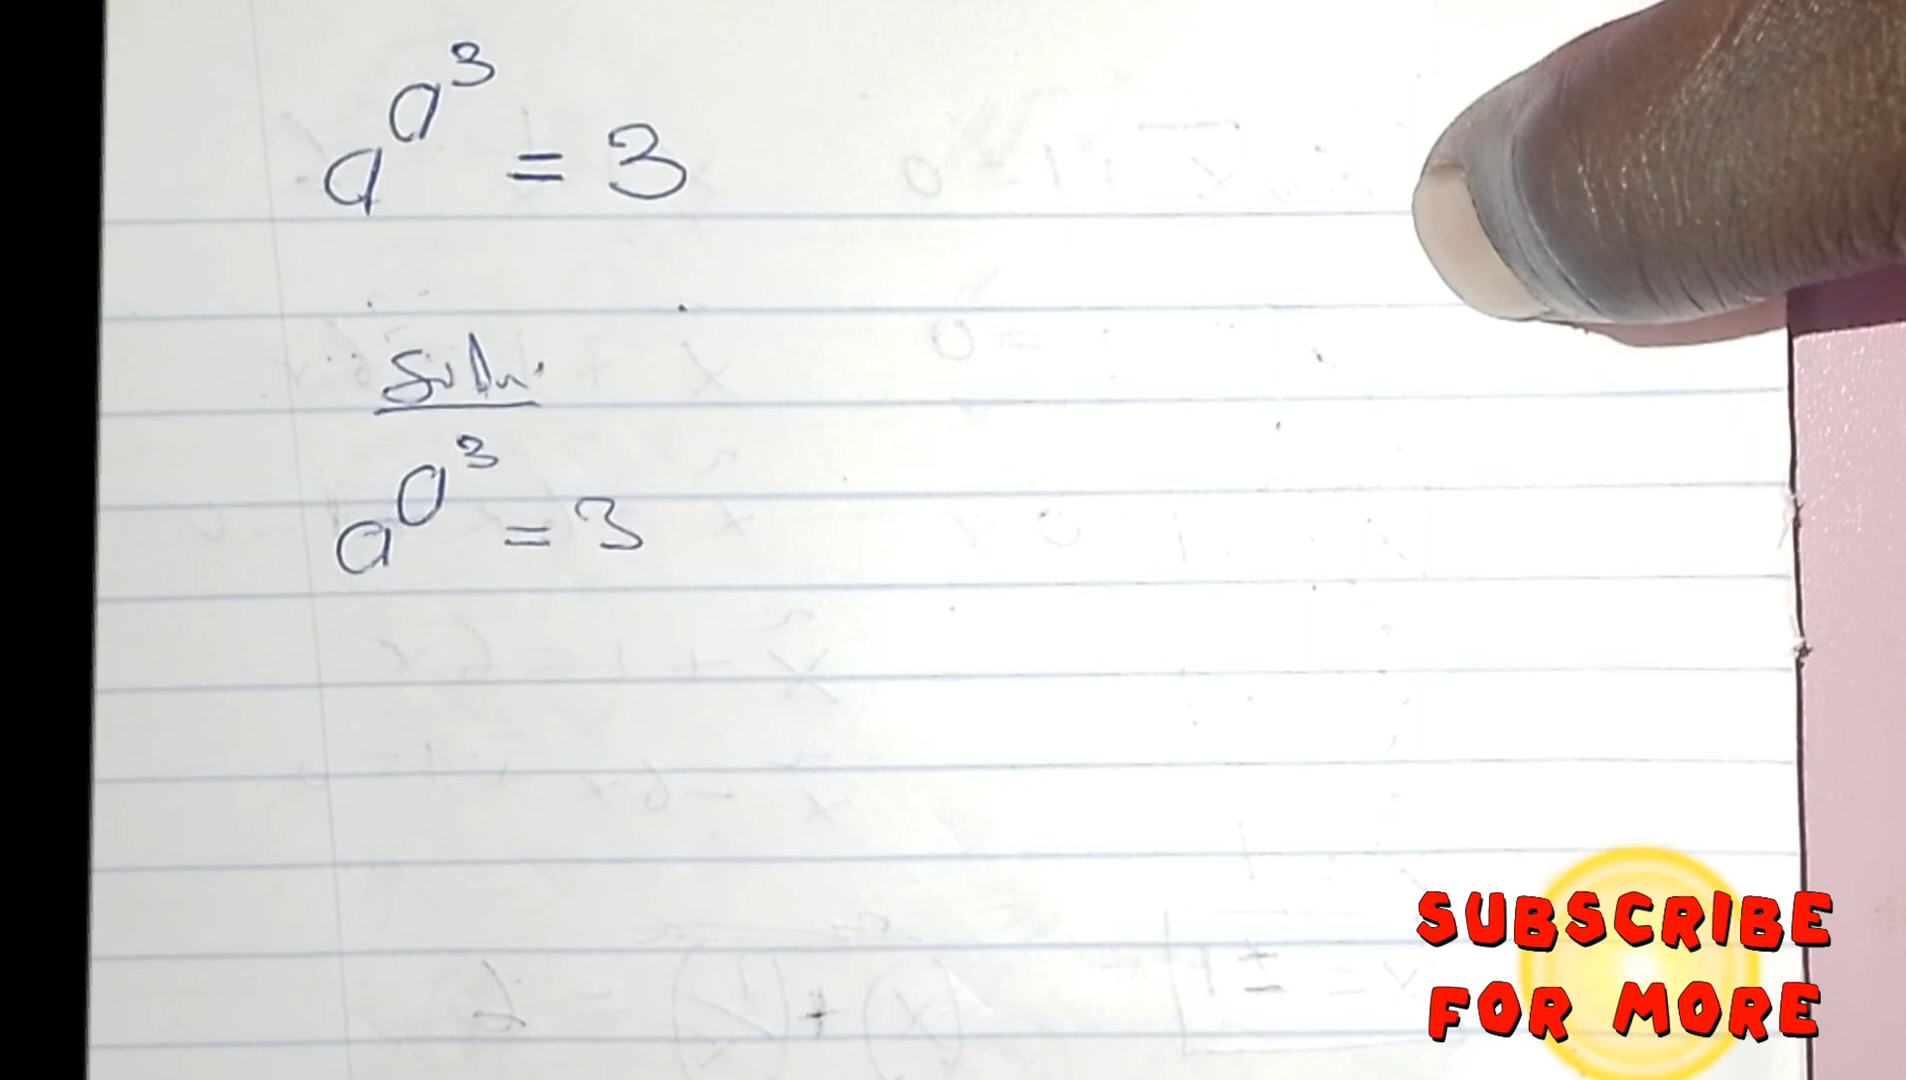 a^a^3 = 3
Soln.
a^a^3 = 3
SUBSCRIBE
FOR MORE